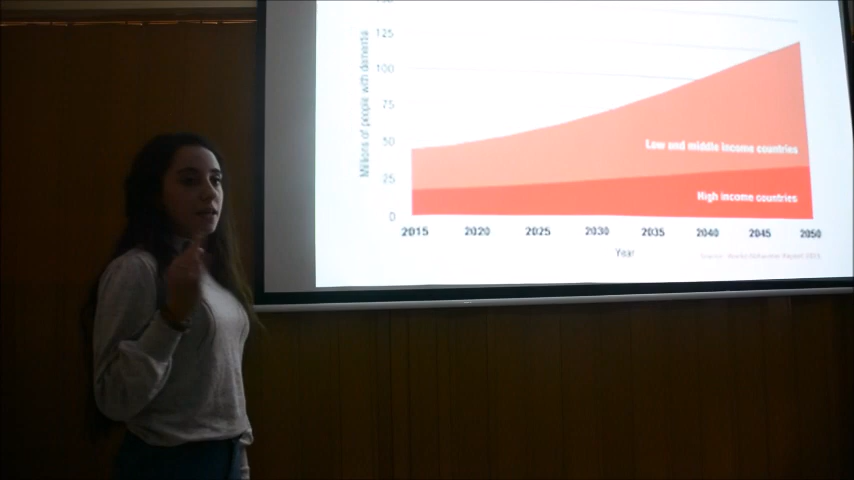 125
100
75
50
25
0
Millions of people with dementia
Low and middle income countries
High income countries
2015 2020 2025 2030 2035 2040 2045 2050
Year